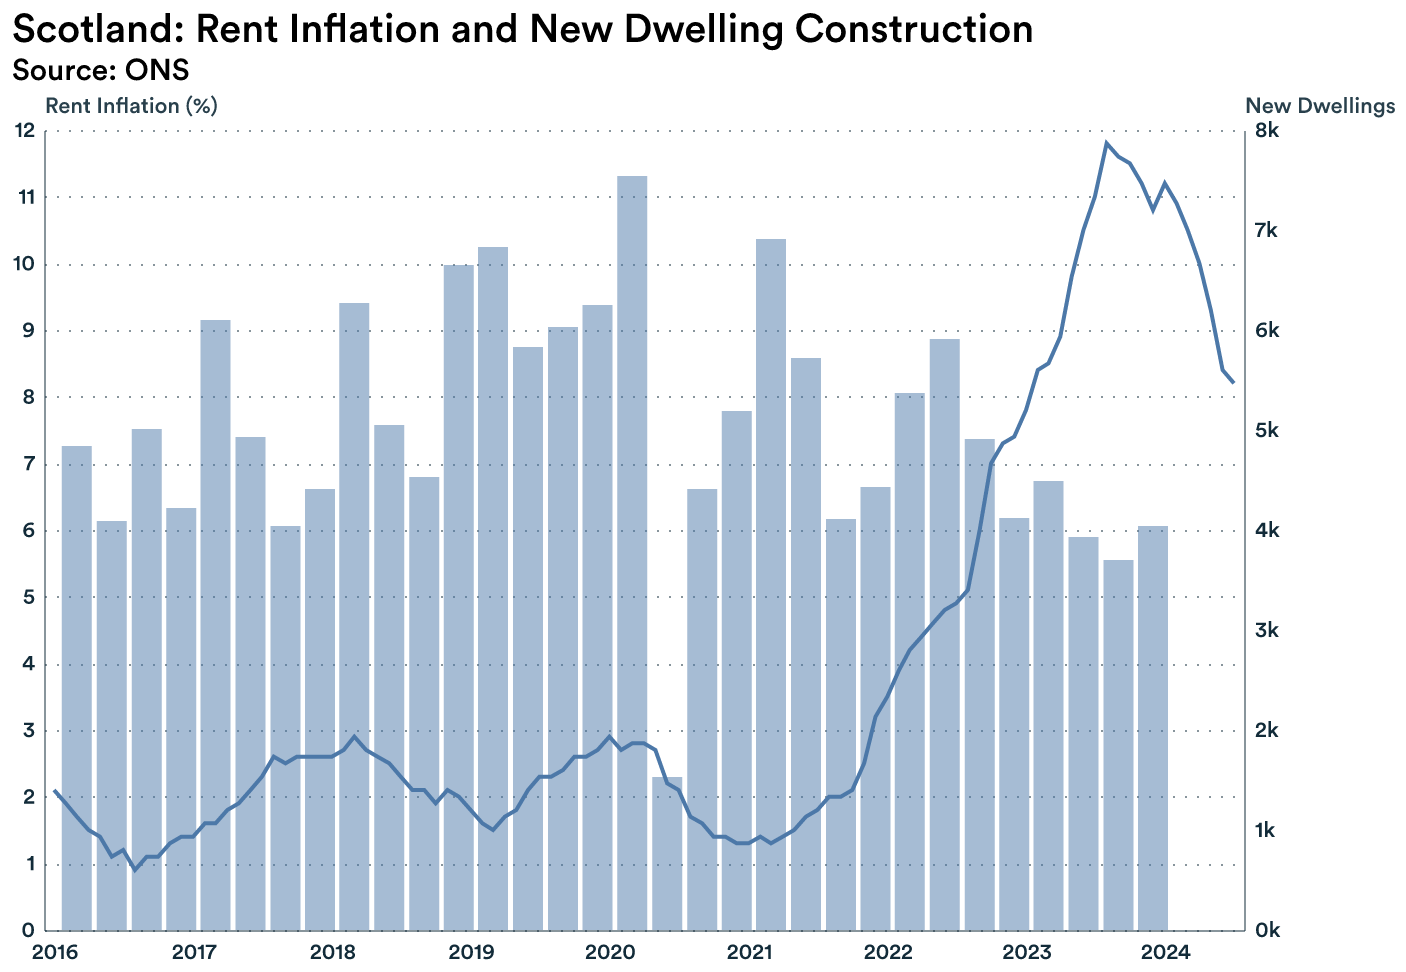 Scotland: Rent Inflation and New Dwelling Construction
Source: ONS
Rent Inflation (%)
New Dwellings
12
11
10
9
8
7
6
5
4
3
2
1
0
8k
7k
6k
5k
4k
3k
2k
1k
0k
2016 2017 2018 2019 2020 2021 2022 2023 2024